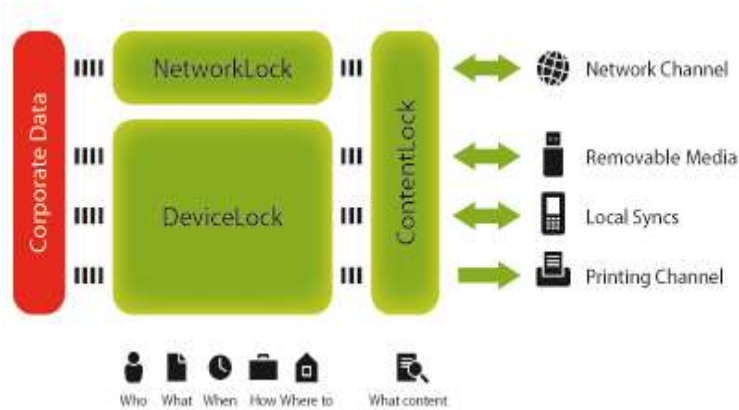 Corporate Data
NetworkLock
DeviceLock
ContentLock
Network Channel
Removable Media
Local Syncs
Printing Channel
Who
What
When
How
Where to
What content